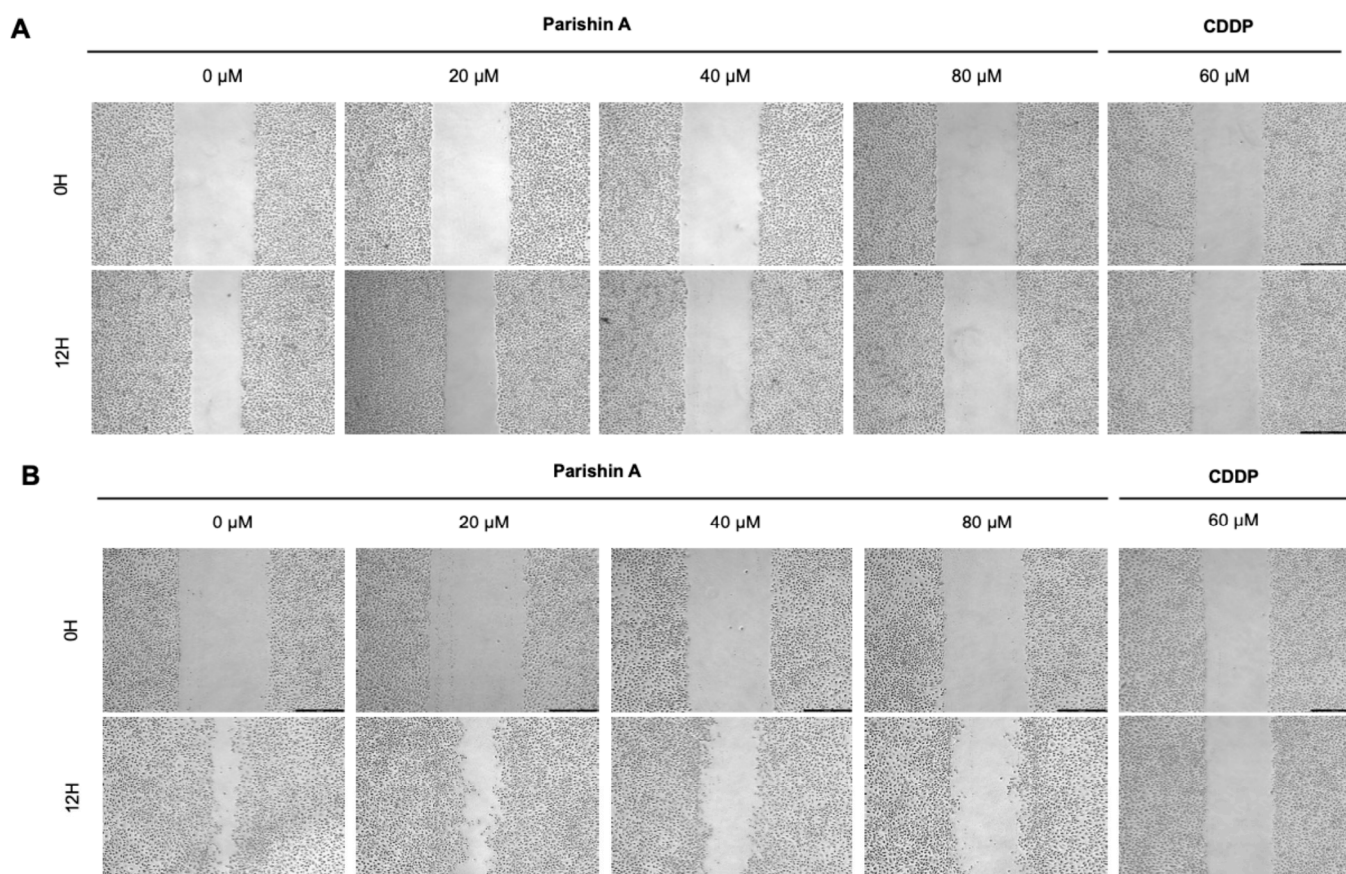 A
Parishin A
CDDP
0 μM
20 μM
40 μM
80 μM
60 μM
0H
12H
B
Parishin A
CDDP
0 μM
20 μM
40 μM
80 μM
60 μM
0H
12H